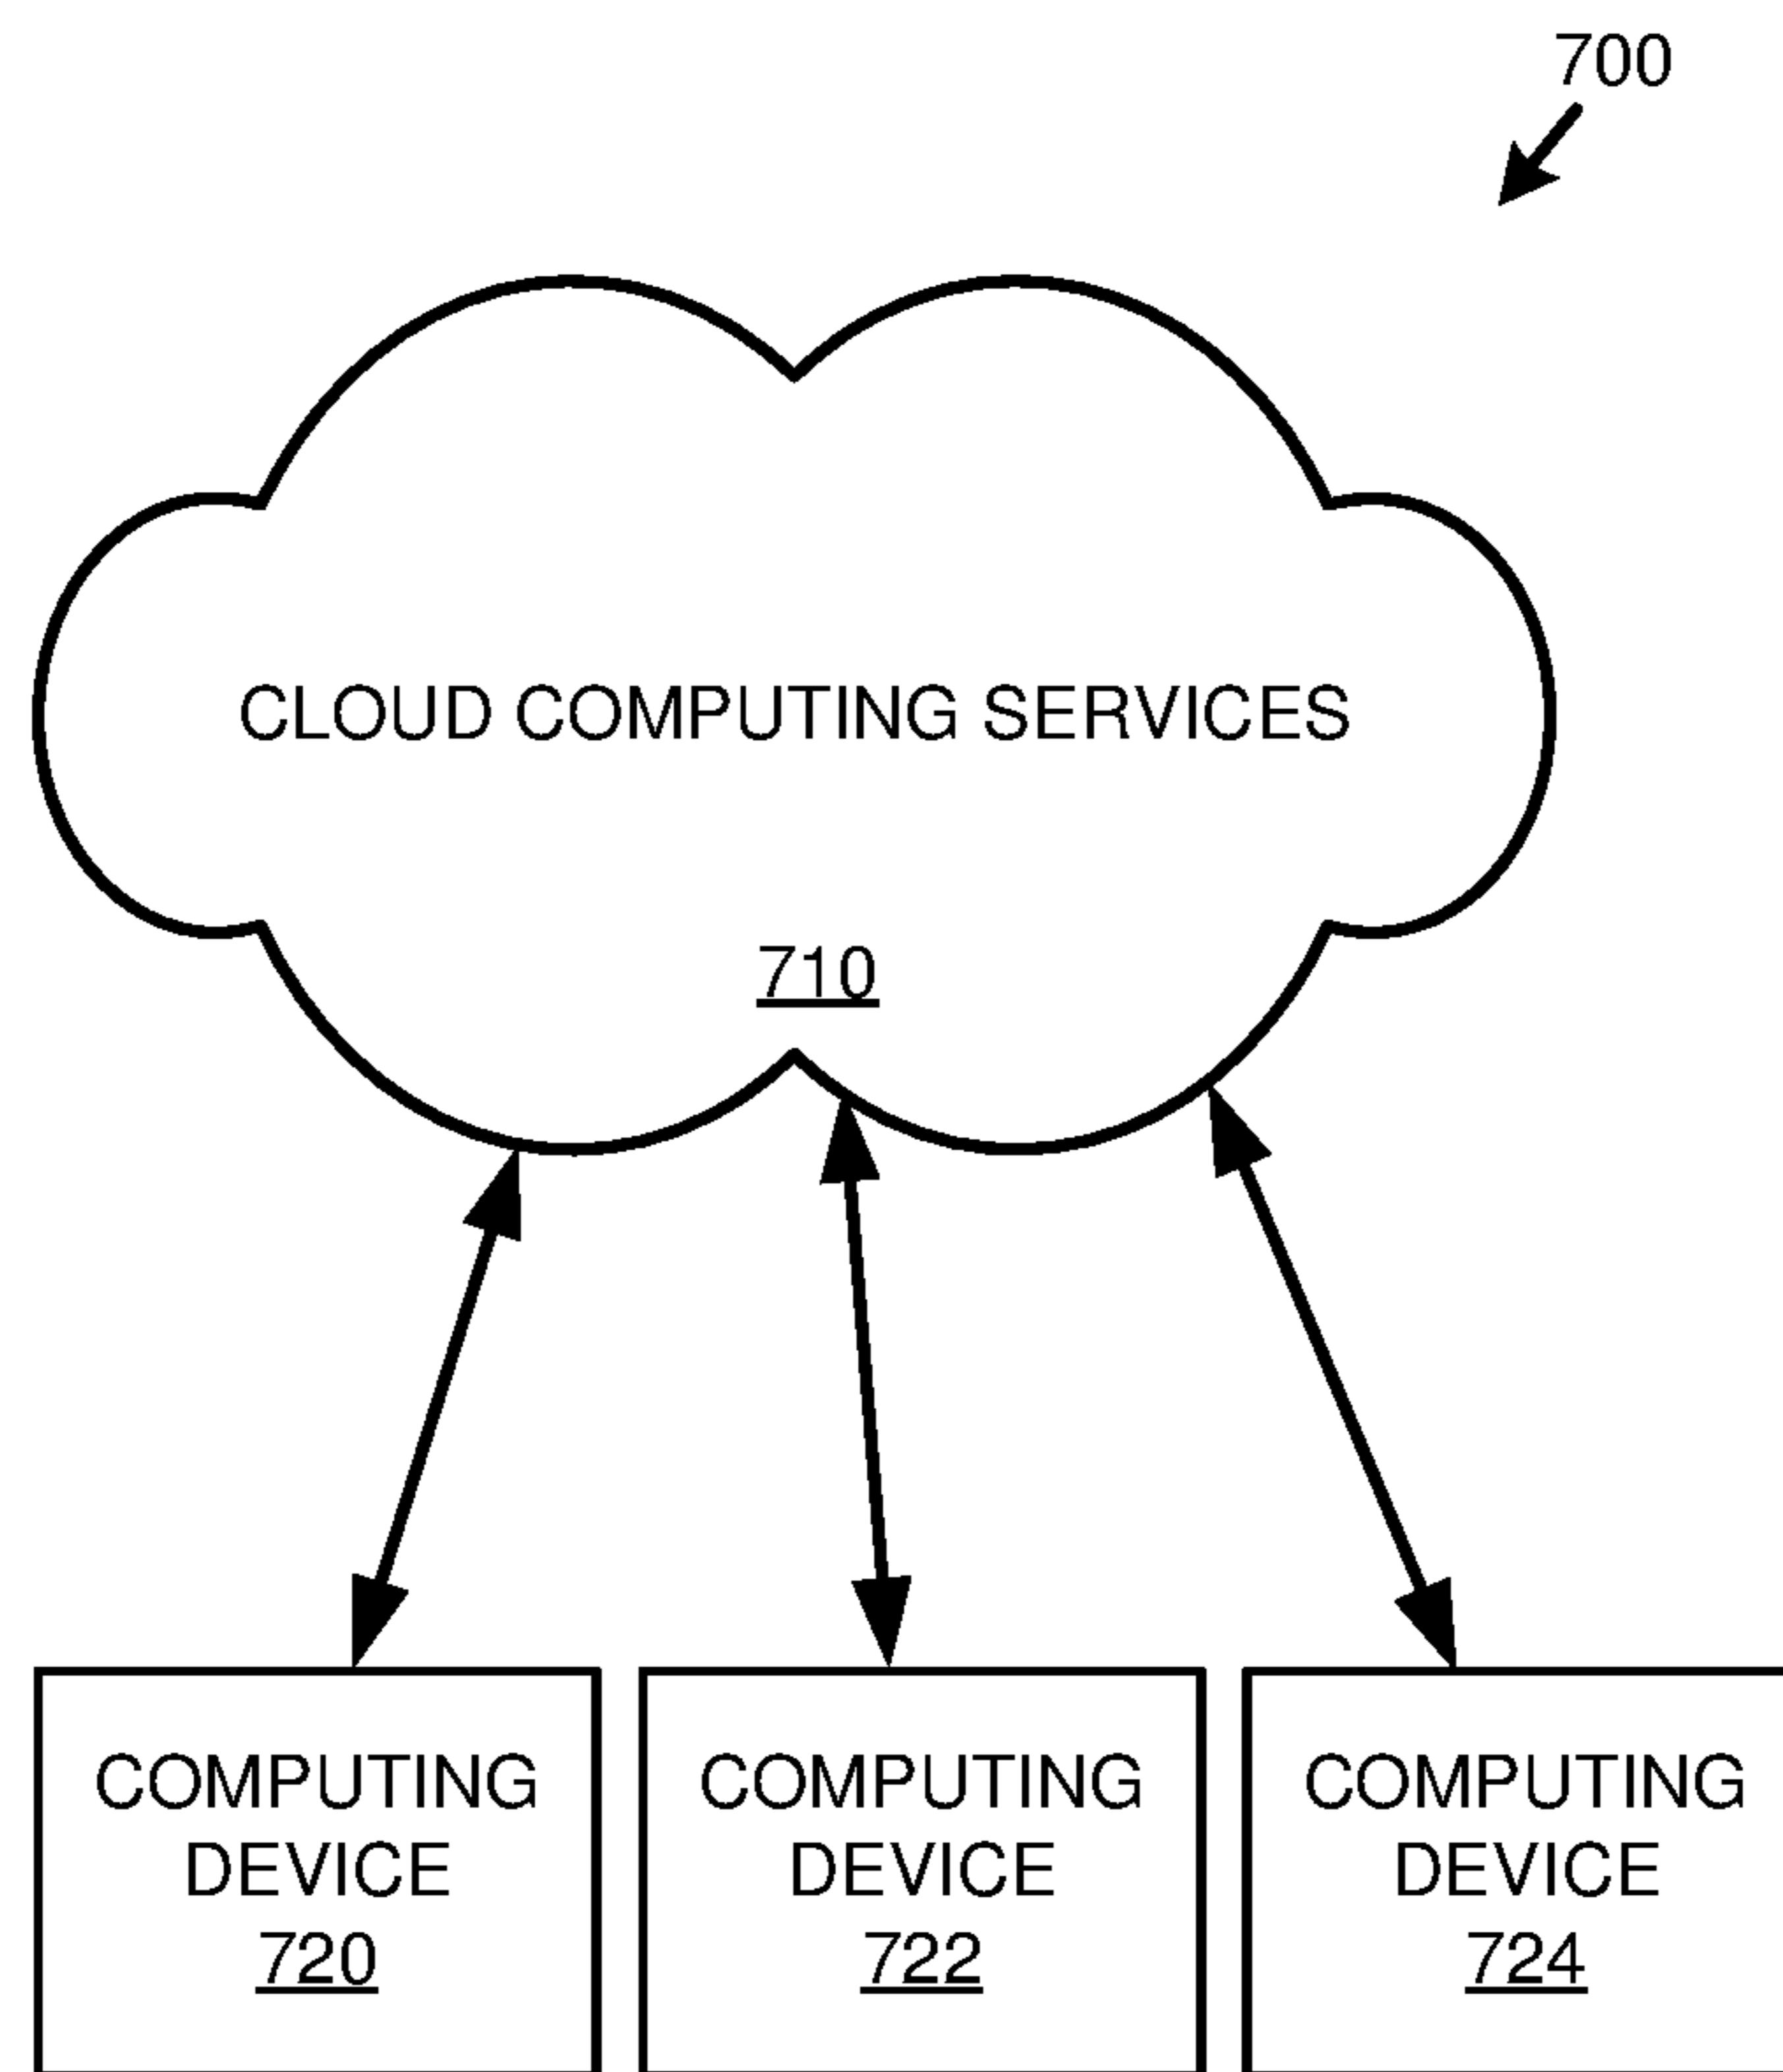 700
CLOUD COMPUTING SERVICES
710
COMPUTING
DEVICE
720
COMPUTING
DEVICE
722
COMPUTING
DEVICE
724